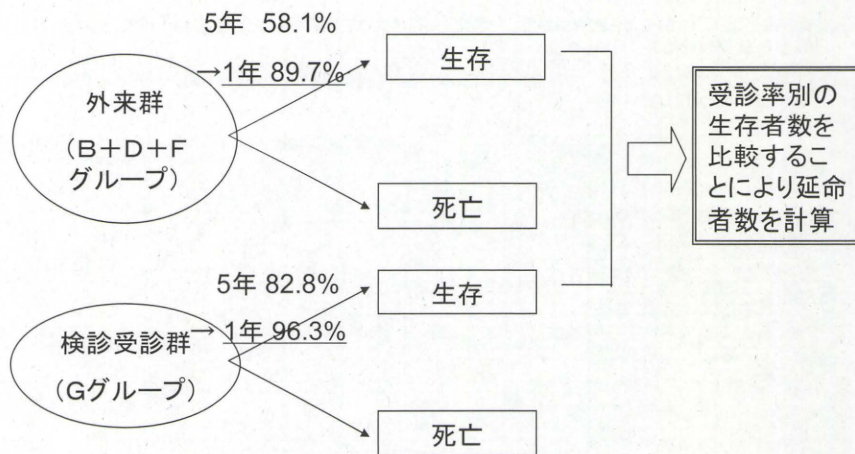 5年 58.1%
→1年 89.7%
外来群
（B＋D＋F
グループ）
生存
死亡
5年 82.8%
→ 1年 96.3%
検診受診群
（Gグループ）
生存
死亡
受診率別の
生存者数を
比較するこ
とにより延命
者数を計算